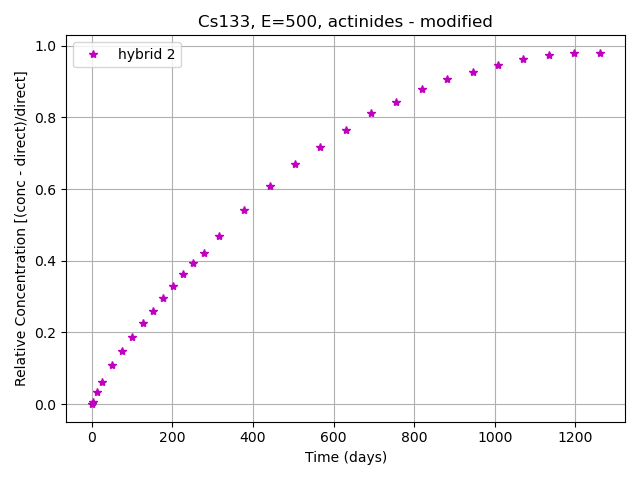 Cs133, E=500, actinides - modified
hybrid 2
Relative Concentration [(conc - direct)/direct]
1.0
0.8
0.6
0.4
0.2
0.0
0 200 400 600 800 1000 1200
Time (days)